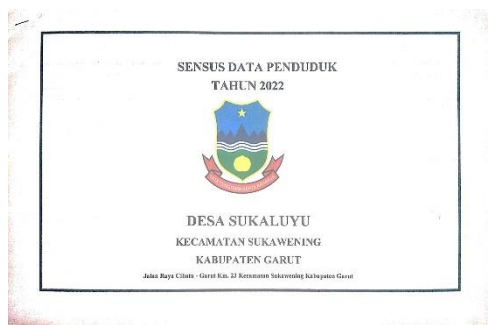 SENSUS DATA PENDUDUK
TAHUN 2022
DESA SUKALUYU
KECAMATAN SUKAWENING
KABUPATEN GARUT
Jalan Raya Cibatu - Garut Km. 23 Kecamatan Sukawening Kabupaten Garut